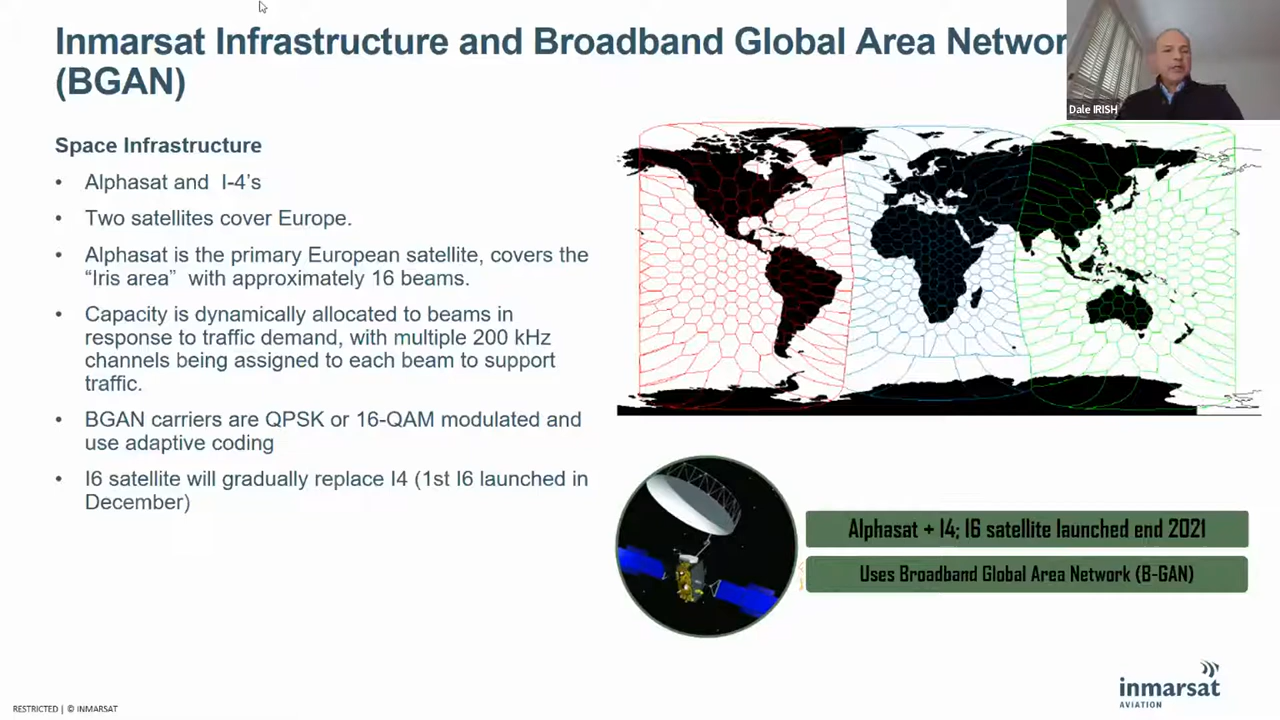 Inmarsat Infrastructure and Broadband Global Area Networ
(BGAN)
Dale IRISH
Space Infrastructure
• Alphasat and I-4's
• Two satellites cover Europe.
• Alphasat is the primary European satellite, covers the
“Iris area” with approximately 16 beams.
• Capacity is dynamically allocated to beams in
response to traffic demand, with multiple 200 kHz
channels being assigned to each beam to support
traffic.
• BGAN carriers are QPSK or 16-QAM modulated and
use adaptive coding
• I6 satellite will gradually replace I4 (1st I6 launched in
December)
Alphasat + I4; I6 satellite launched end 2021
Uses Broadband Global Area Network (B-GAN)
inmarsat
AVIATION
RESTRICTED | © INMARSAT